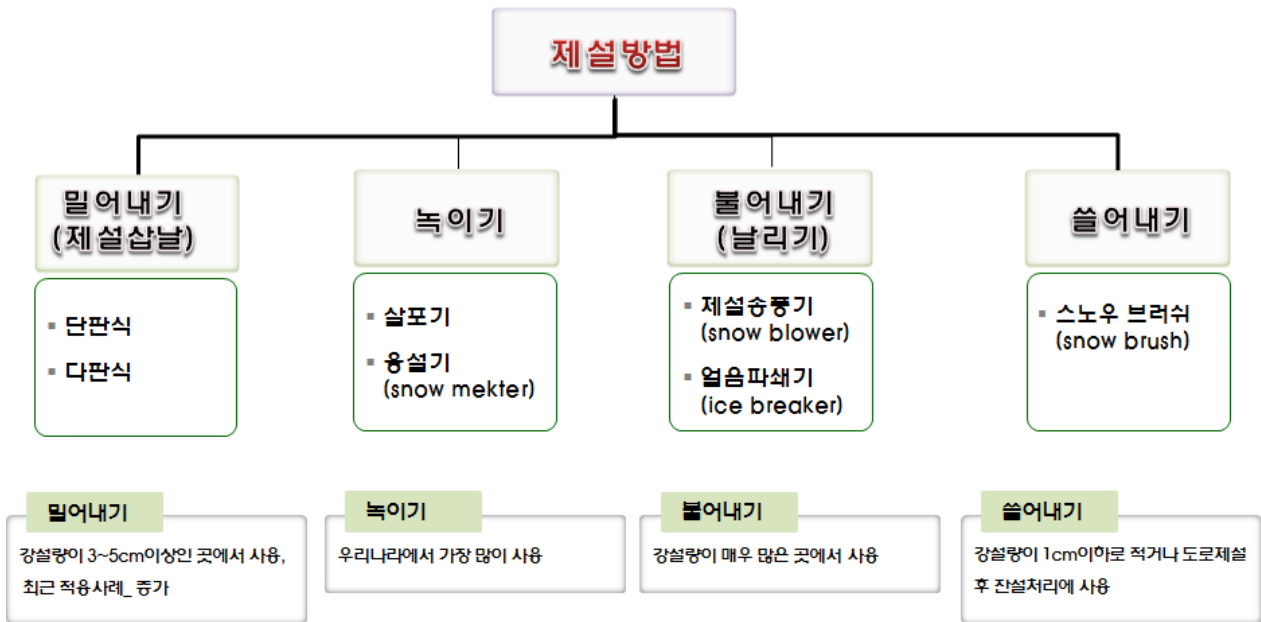 제설방법
밀어내기
(제설삽날)
녹이기
불어내기
(날리기)
쓸어내기
▪ 단판식
▪ 다판식
▪ 살포기
▪ 용설기
(snow mekter)
▪ 제설송풍기
(snow blower)
▪ 얼음파쇄기
(ice breaker)
▪ 스노우 브러쉬
(snow brush)
밀어내기
강설량이 3~5cm이상인 곳에서 사용,
최근 적용사례_ 증가
녹이기
우리나라에서 가장 많이 사용
불어내기
강설량이 매우 많은 곳에서 사용
쓸어내기
강설량이 1cm이하로 적거나 도로제설
후 잔설처리에 사용